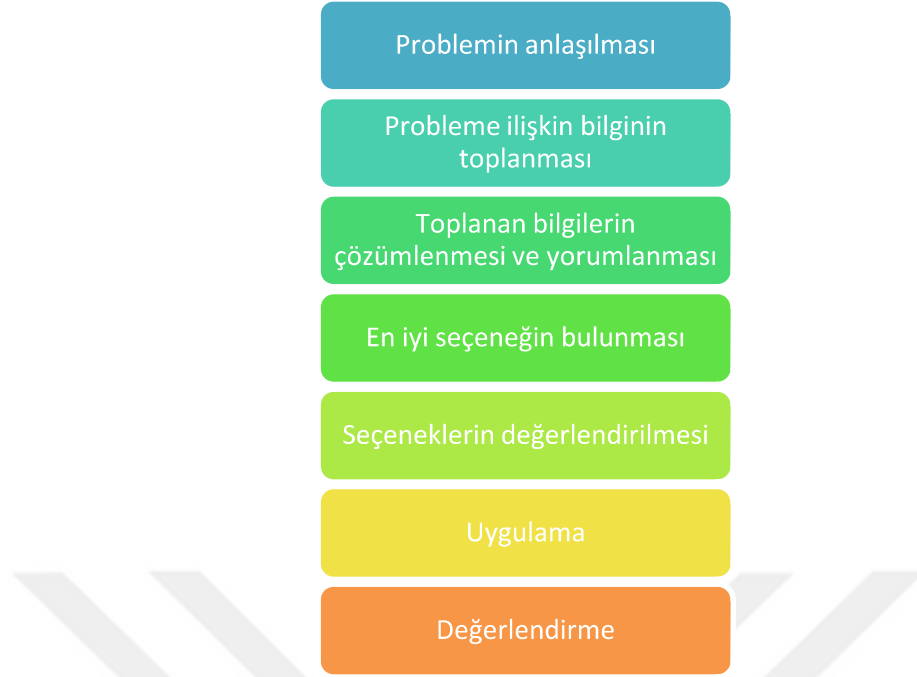 Problemin anlaşılması
Probleme ilişkin bilginin
toplanması
Toplanan bilgilerin
çözümlenmesi ve yorumlanması
En iyi seçeneğin bulunması
Seçeneklerin değerlendirilmesi
Uygulama
Değerlendirme